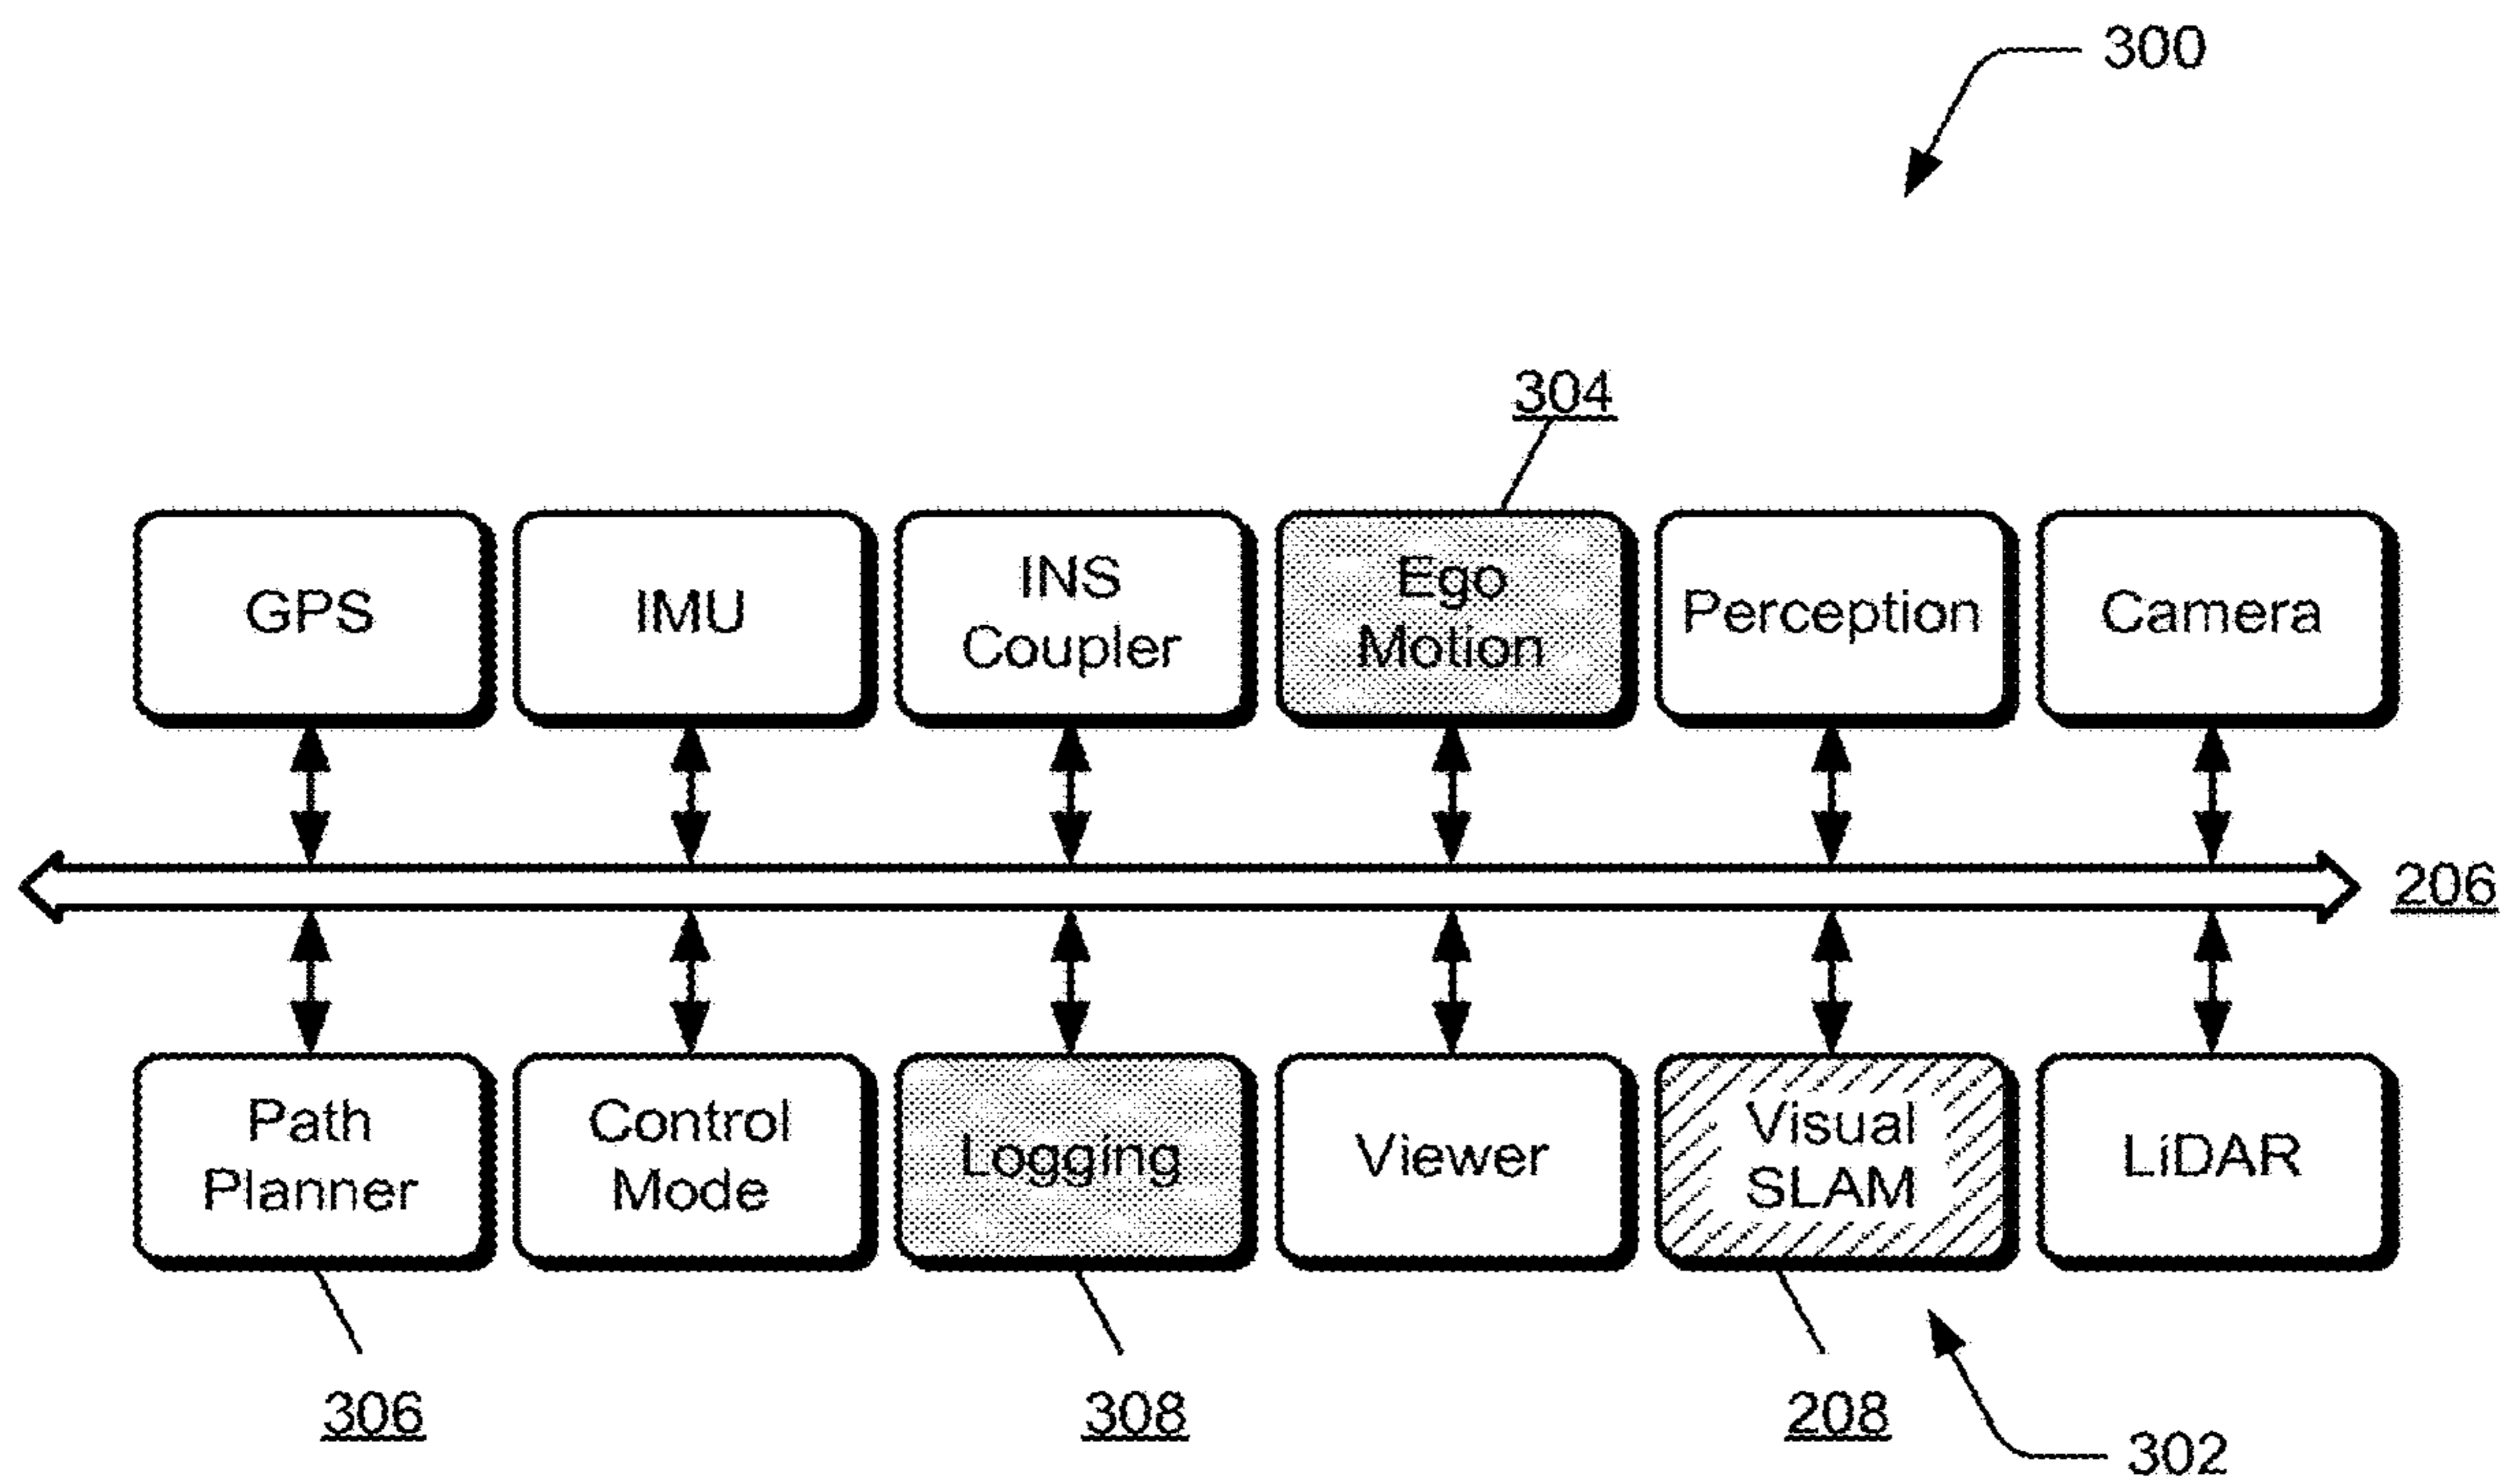 300
304
GPS
IMU
INS
Coupler
Ego
Motion
Perception
Camera
206
Path
Planner
Control
Mode
Logging
Viewer
Visual
SLAM
LiDAR
306
308
208
302